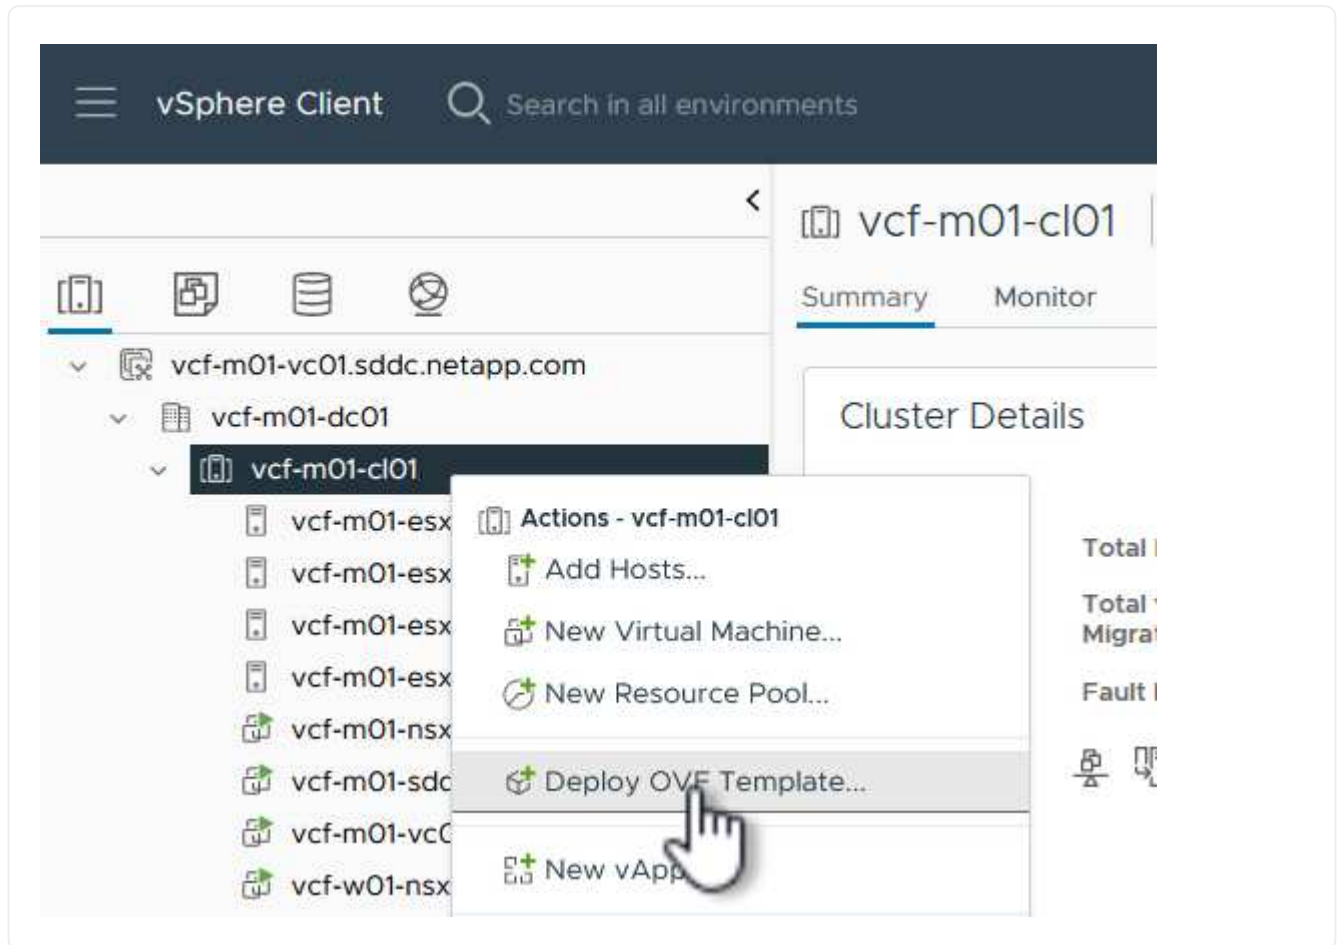 vSphere Client
Search in all environments
vcf-m01-cl01
Summary Monitor
vcf-m01-vc01.sddc.netapp.com
vcf-m01-dc01
vcf-m01-cl01
vcf-m01-esx
vcf-m01-esx
vcf-m01-esx
vcf-m01-esx
vcf-m01-nsx
vcf-m01-sdd
vcf-m01-vc0
vcf-w01-nsx
Actions - vcf-m01-cl01
Add Hosts...
New Virtual Machine...
New Resource Pool...
Deploy OVF Template...
New vApp
Cluster Details
Total
Total
Migrat
Fault